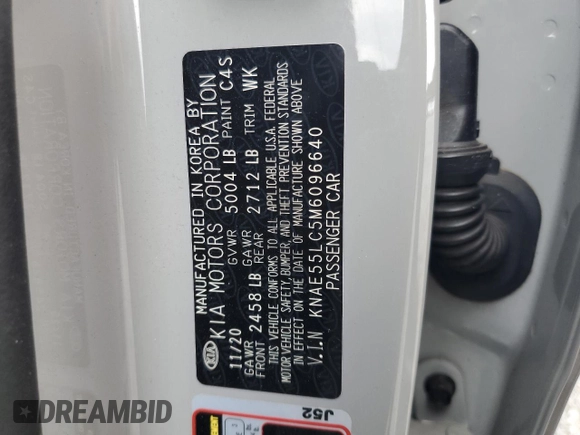 MANUFACTURED IN KOREA BY
KIA KIA MOTORS CORPORATION
11/20 GVWR 5004 LB PAINT C4S
GAWR FRONT 2458 LB GAWR REAR 2712 LB TRIM WK
THIS VEHICLE CONFORMS TO ALL APPLICABLE U.S.A. FEDERAL
MOTOR VEHICLE SAFETY, BUMPER, AND THEFT PREVENTION STANDARDS
IN EFFECT ON THE DATE OF MANUFACTURE SHOWN ABOVE
V.I.N KNAE55LC5M6096640
PASSENGER CAR
J52
DREAMBID